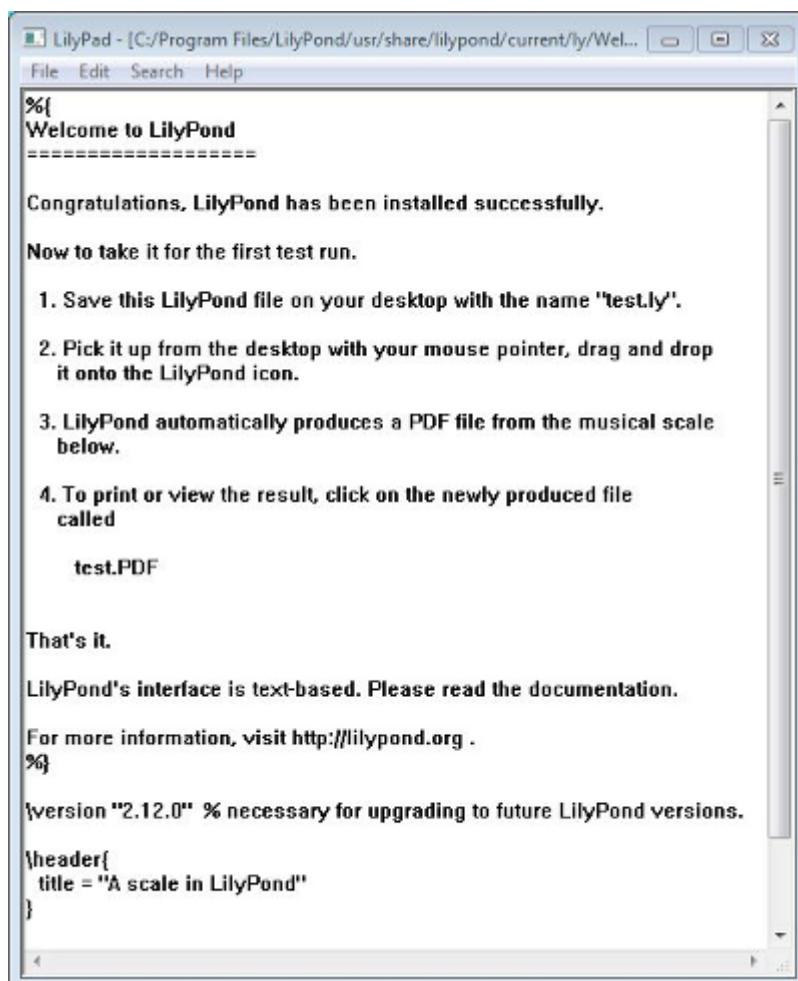 LilyPad - [C:/Program Files/LilyPond/usr/share/lilypond/current/ly/Wel...
File Edit Search Help
%{
Welcome to LilyPond
===================
Congratulations, LilyPond has been installed successfully.
Now to take it for the first test run.
1. Save this LilyPond file on your desktop with the name "test.ly".
2. Pick it up from the desktop with your mouse pointer, drag and drop
it onto the LilyPond icon.
3. LilyPond automatically produces a PDF file from the musical scale
below.
4. To print or view the result, click on the newly produced file
called
test.PDF
That's it.
LilyPond's interface is text-based. Please read the documentation.
For more information, visit http://lilypond.org .
%}
\version "2.12.0" % necessary for upgrading to future LilyPond versions.
\header{
title = "A scale in LilyPond"
}